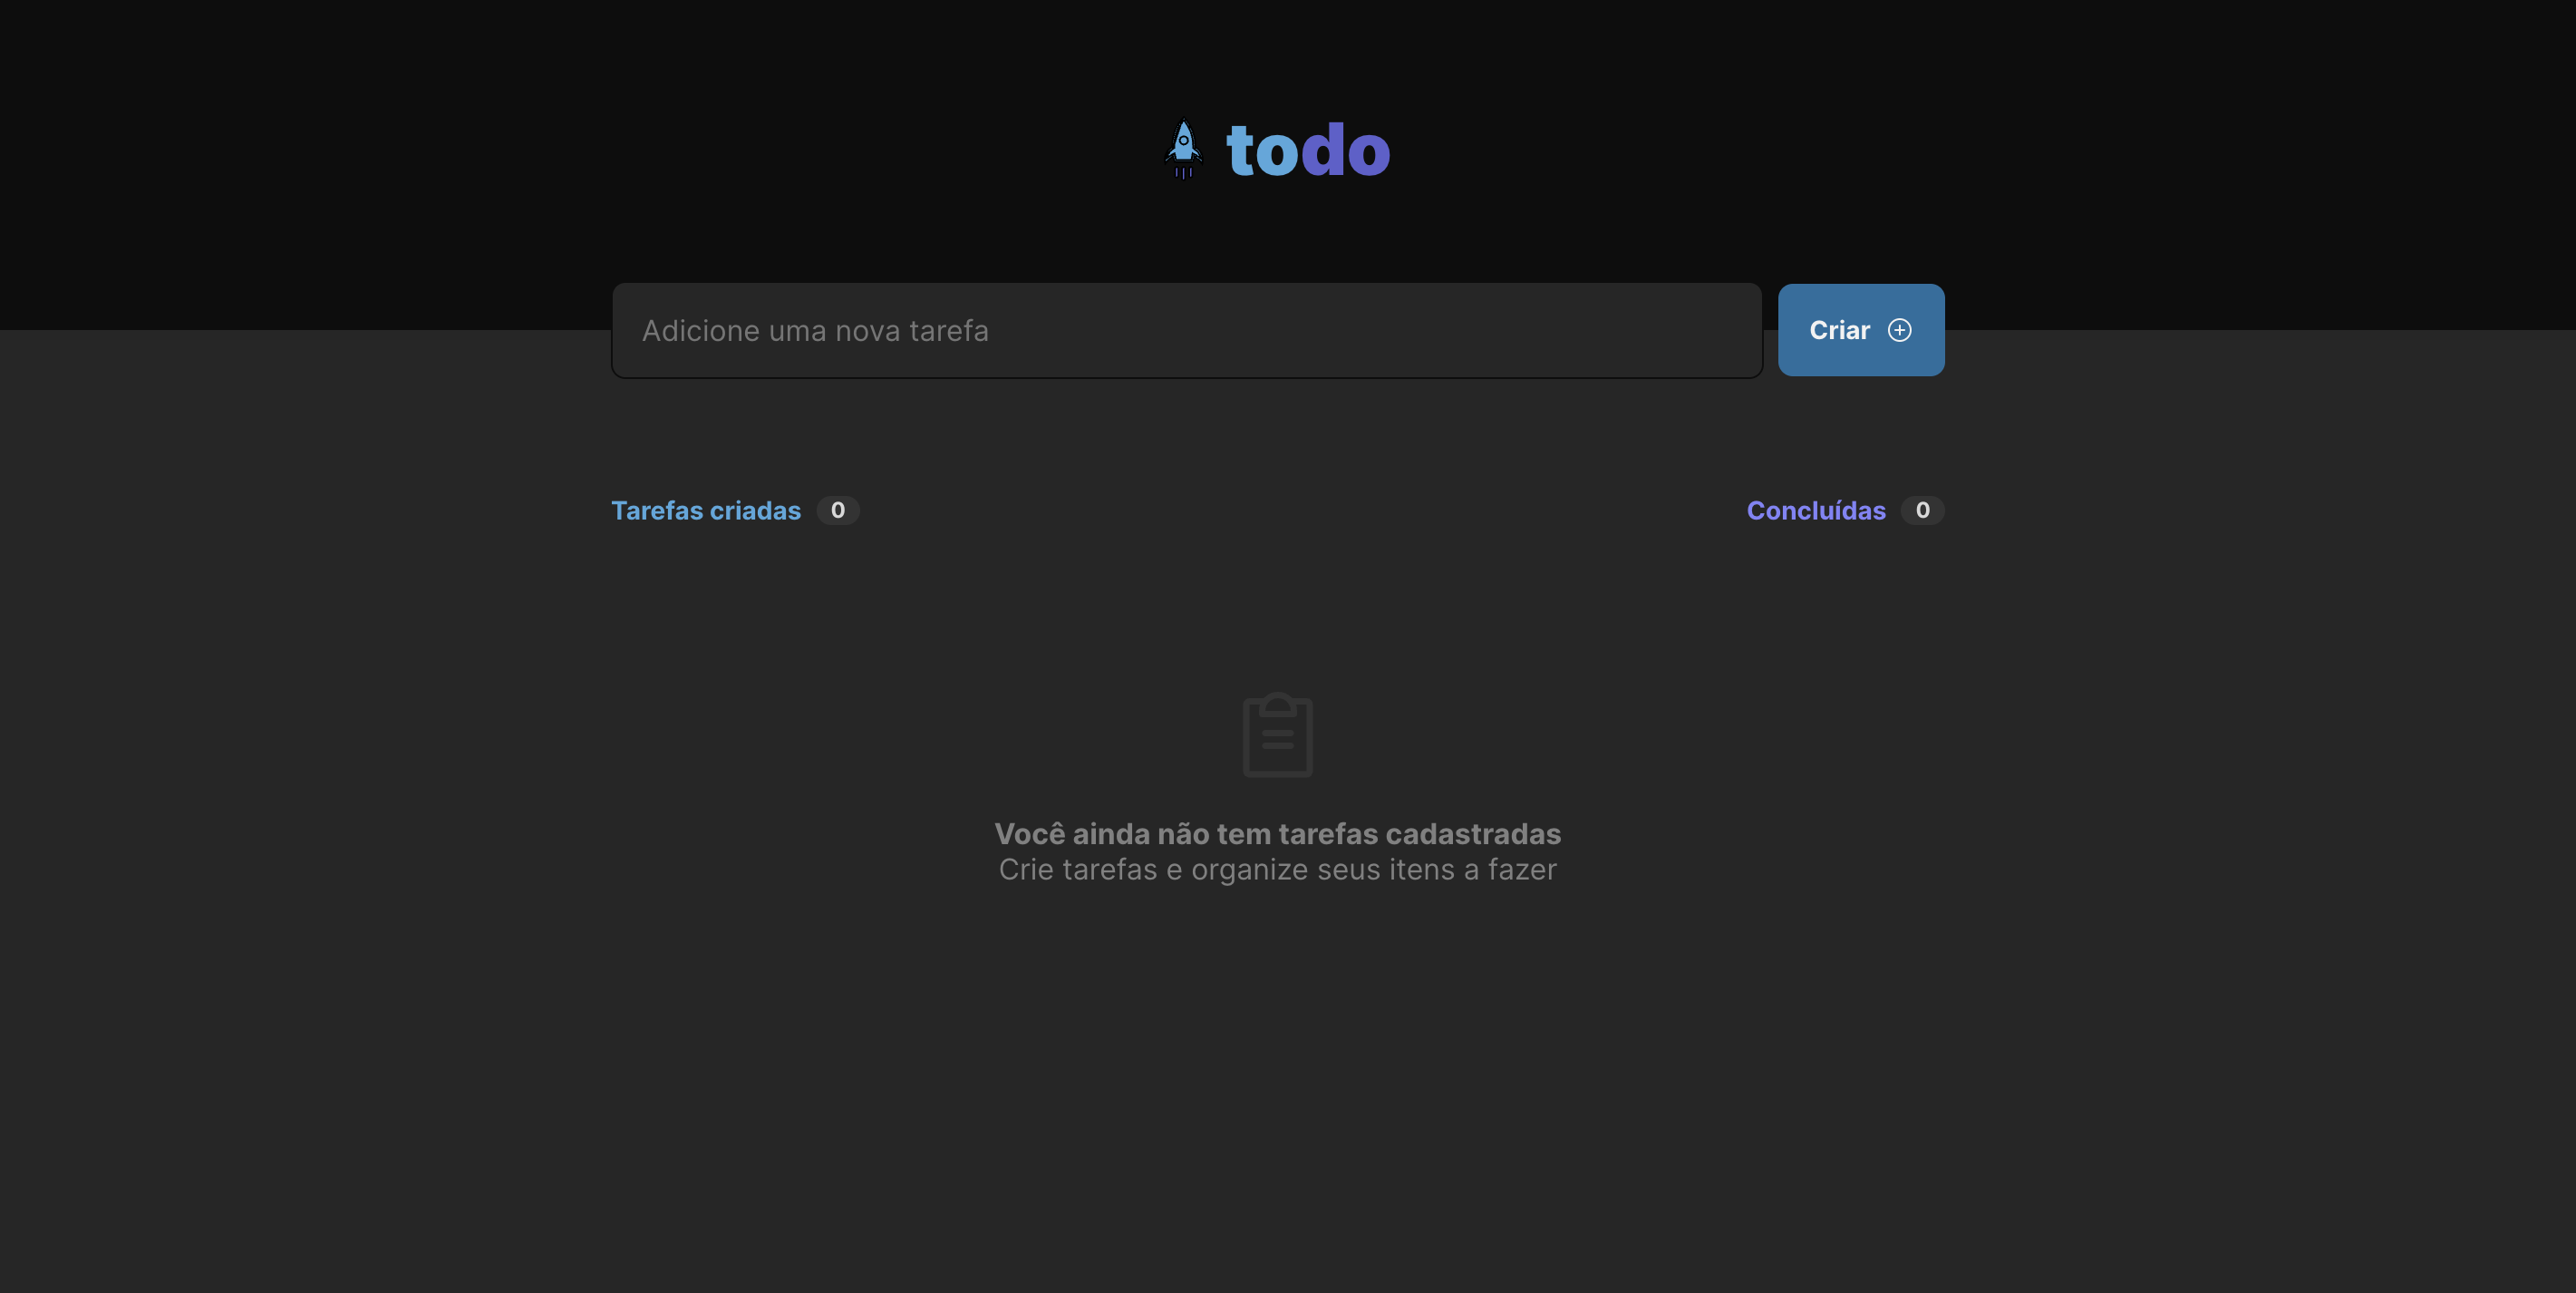 todo
Adicione uma nova tarefa
Criar
Tarefas criadas 0
Concluídas 0
Você ainda não tem tarefas cadastradas
Crie tarefas e organize seus itens a fazer